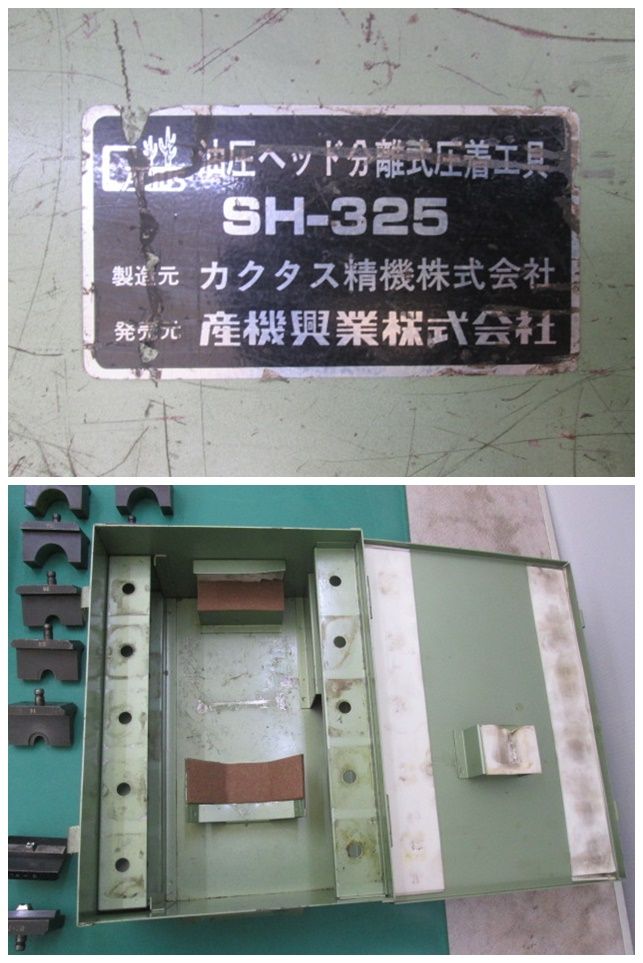 油圧ヘッド分離式圧着工具
SH-325
製造元 カクタス精機株式会社
発売元 産機興業株式会社